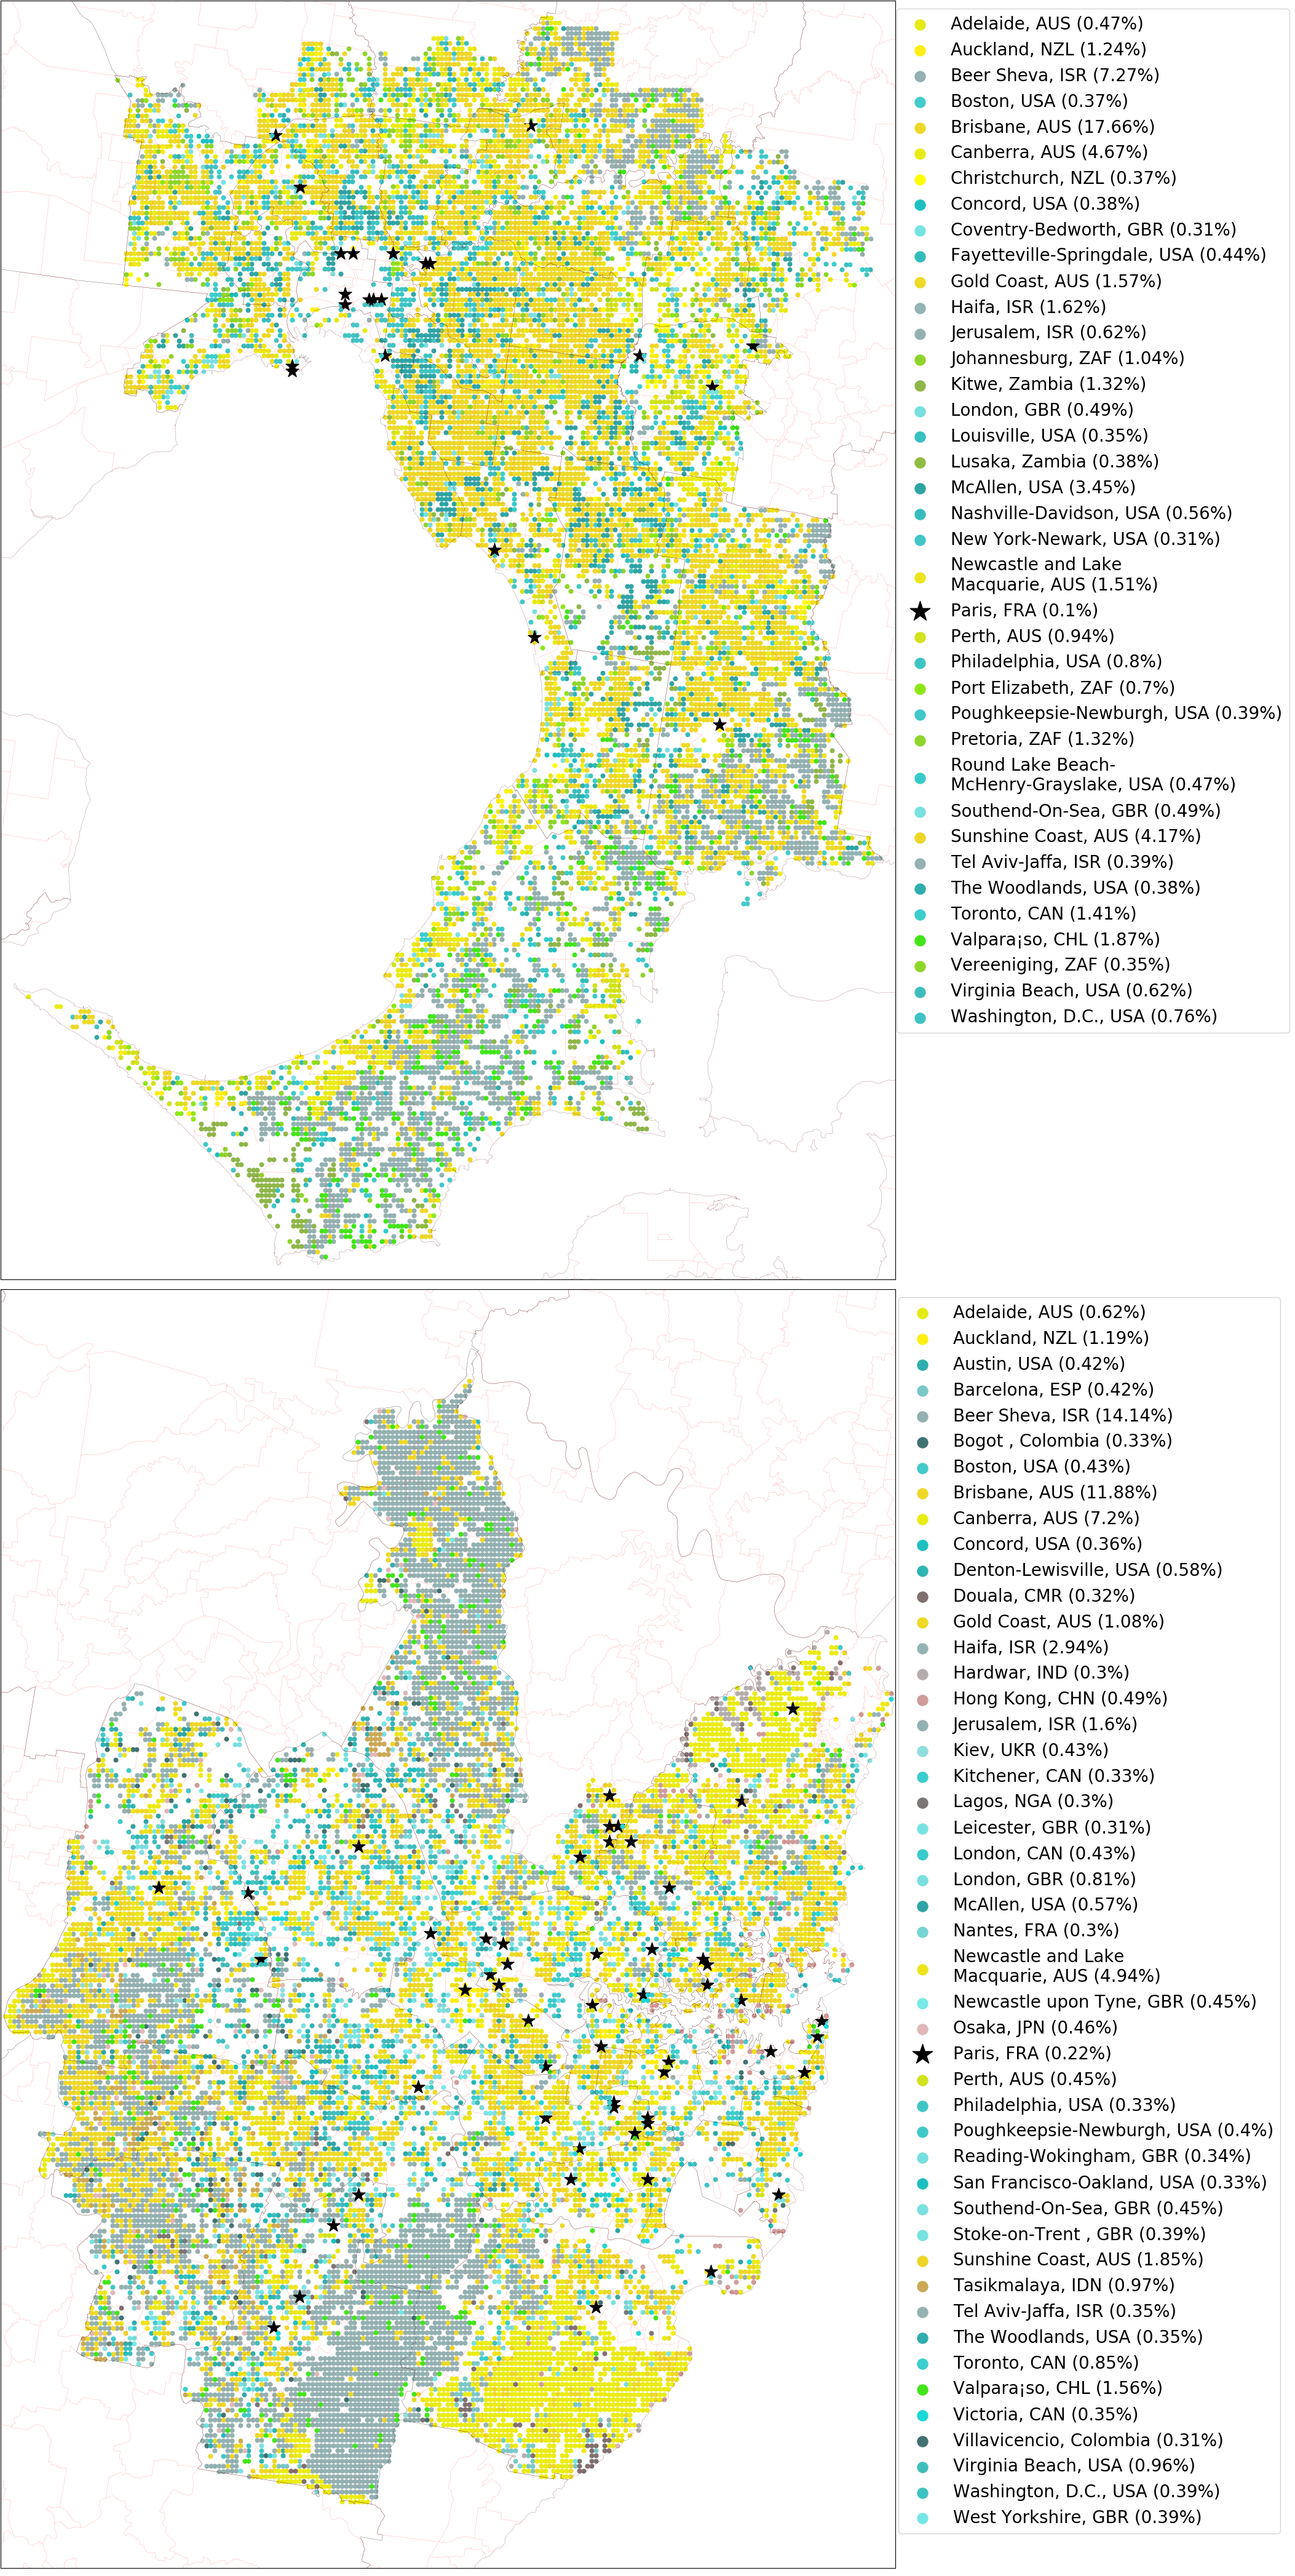 Adelaide, AUS (0.47%)
Auckland, NZL (1.24%)
Beer Sheva, ISR (7.27%)
Boston, USA (0.37%)
Brisbane, AUS (17.66%)
Canberra, AUS (4.67%)
Christchurch, NZL (0.37%)
Concord, USA (0.38%)
Coventry-Bedworth, GBR (0.31%)
Fayetteville-Springdale, USA (0.44%)
Gold Coast, AUS (1.57%)
Haifa, ISR (1.62%)
Jerusalem, ISR (0.62%)
Johannesburg, ZAF (1.04%)
Kitwe, Zambia (1.32%)
London, GBR (0.49%)
Louisville, USA (0.35%)
Lusaka, Zambia (0.38%)
McAllen, USA (3.45%)
Nashville-Davidson, USA (0.56%)
New York-Newark, USA (0.31%)
Newcastle and Lake
Macquarie, AUS (1.51%)
Paris, FRA (0.1%)
Perth, AUS (0.94%)
Philadelphia, USA (0.8%)
Port Elizabeth, ZAF (0.7%)
Poughkeepsie-Newburgh, USA (0.39%)
Pretoria, ZAF (1.32%)
Round Lake Beach-
McHenry-Grayslake, USA (0.47%)
Southend-On-Sea, GBR (0.49%)
Sunshine Coast, AUS (4.17%)
Tel Aviv-Jaffa, ISR (0.39%)
The Woodlands, USA (0.38%)
Toronto, CAN (1.41%)
Valpara¡so, CHL (1.87%)
Vereeniging, ZAF (0.35%)
Virginia Beach, USA (0.62%)
Washington, D.C., USA (0.76%)
Adelaide, AUS (0.62%)
Auckland, NZL (1.19%)
Austin, USA (0.42%)
Barcelona, ESP (0.42%)
Beer Sheva, ISR (14.14%)
Bogot , Colombia (0.33%)
Boston, USA (0.43%)
Brisbane, AUS (11.88%)
Canberra, AUS (7.2%)
Concord, USA (0.36%)
Denton-Lewisville, USA (0.58%)
Douala, CMR (0.32%)
Gold Coast, AUS (1.08%)
Haifa, ISR (2.94%)
Hardwar, IND (0.3%)
Hong Kong, CHN (0.49%)
Jerusalem, ISR (1.6%)
Kiev, UKR (0.43%)
Kitchener, CAN (0.33%)
Lagos, NGA (0.3%)
Leicester, GBR (0.31%)
London, CAN (0.43%)
London, GBR (0.81%)
McAllen, USA (0.57%)
Nantes, FRA (0.3%)
Newcastle and Lake
Macquarie, AUS (4.94%)
Newcastle upon Tyne, GBR (0.45%)
Osaka, JPN (0.46%)
Paris, FRA (0.22%)
Perth, AUS (0.45%)
Philadelphia, USA (0.33%)
Poughkeepsie-Newburgh, USA (0.4%)
Reading-Wokingham, GBR (0.34%)
San Francisco-Oakland, USA (0.33%)
Southend-On-Sea, GBR (0.45%)
Stoke-on-Trent , GBR (0.39%)
Sunshine Coast, AUS (1.85%)
Tasikmalaya, IDN (0.97%)
Tel Aviv-Jaffa, ISR (0.35%)
The Woodlands, USA (0.35%)
Toronto, CAN (0.85%)
Valpara¡so, CHL (1.56%)
Victoria, CAN (0.35%)
Villavicencio, Colombia (0.31%)
Virginia Beach, USA (0.96%)
Washington, D.C., USA (0.39%)
West Yorkshire, GBR (0.39%)